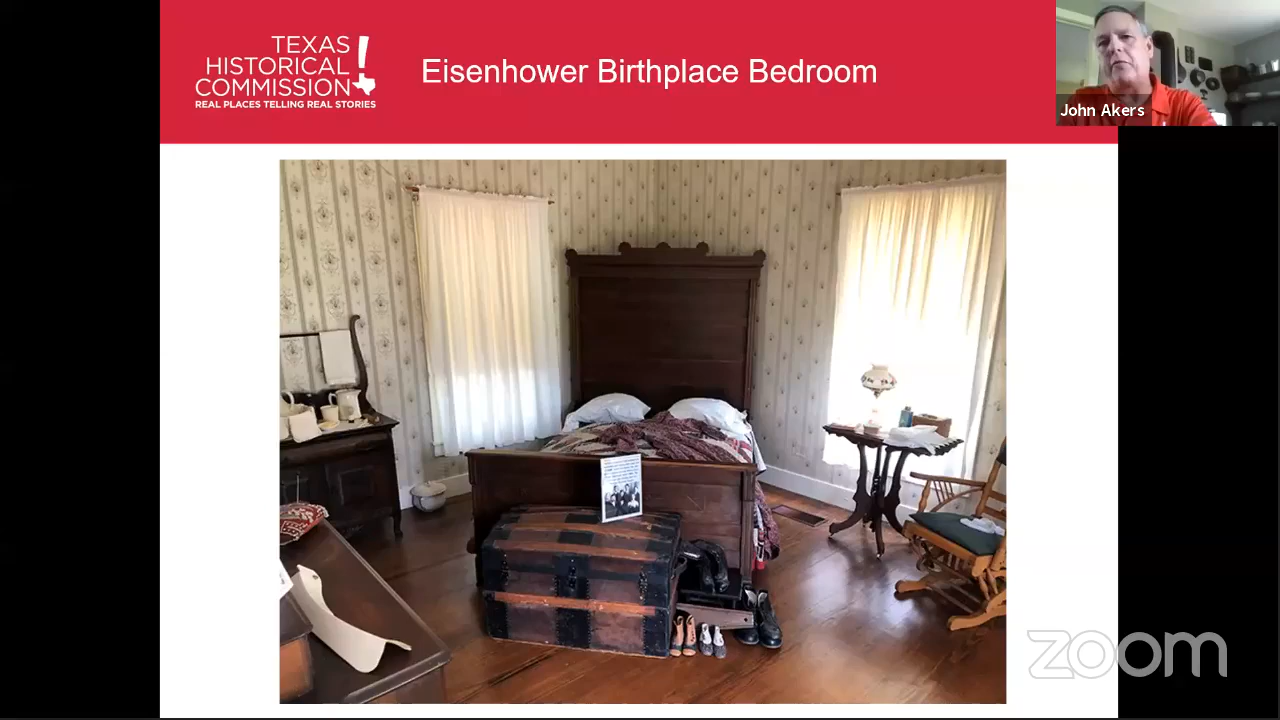 TEXAS
HISTORICAL
COMMISSION
REAL PLACES TELLING REAL STORIES
Eisenhower Birthplace Bedroom
John Akers
zoom